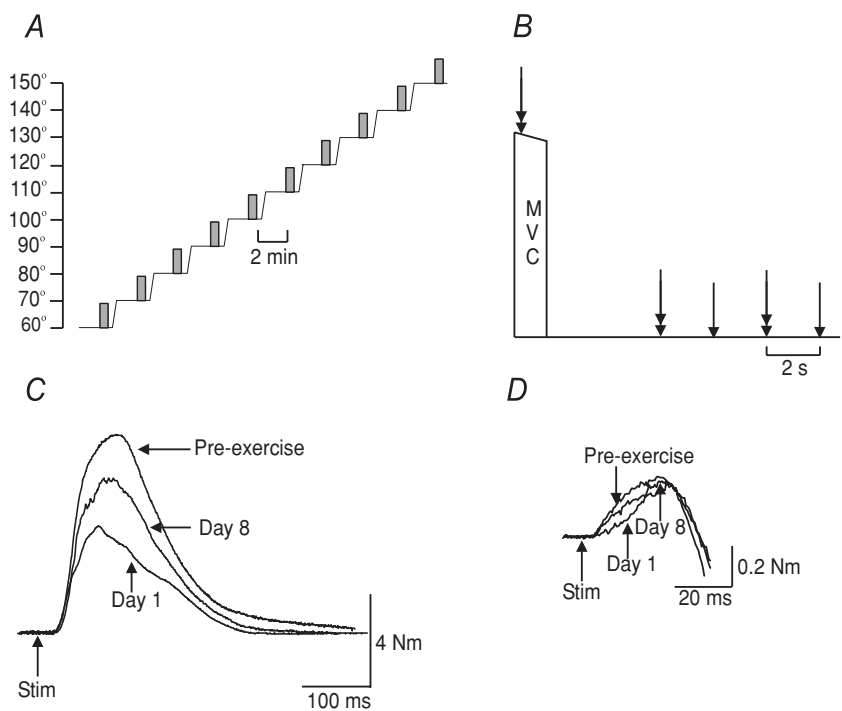 A
150°
140°
130°
120°
110°
100°
90°
80°
70°
60°
2 min
B
M
V
C
2 s
C
Pre-exercise
Day 8
Day 1
Stim
4 Nm
100 ms
D
Pre-exercise
Day 8
Day 1
Stim
0.2 Nm
20 ms